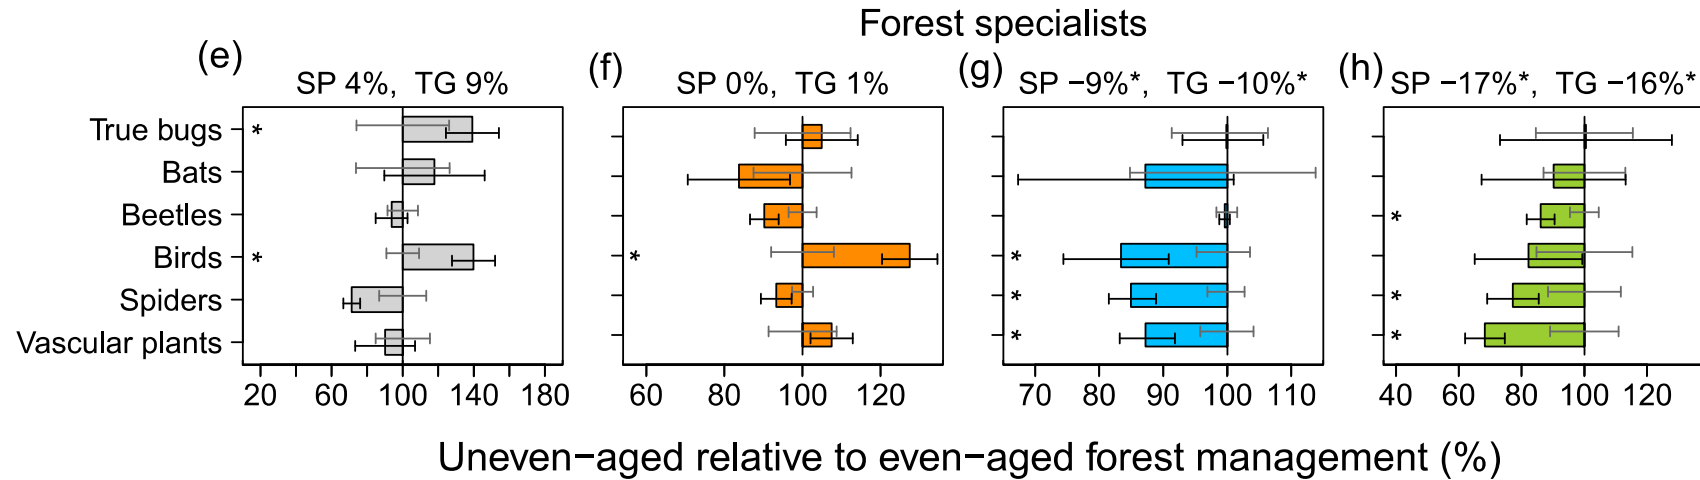 Forest specialists
(e) (f) (g) (h)
SP 4%, TG 9% SP 0%, TG 1% SP −9%*, TG −10%* SP −17%*, TG −16%*
True bugs *
Bats
Beetles *
Birds * * *
Spiders * *
Vascular plants * *
20 60 100 140 180 60 80 100 120 70 80 90 100 110 40 60 80 100 120
Uneven−aged relative to even−aged forest management (%)